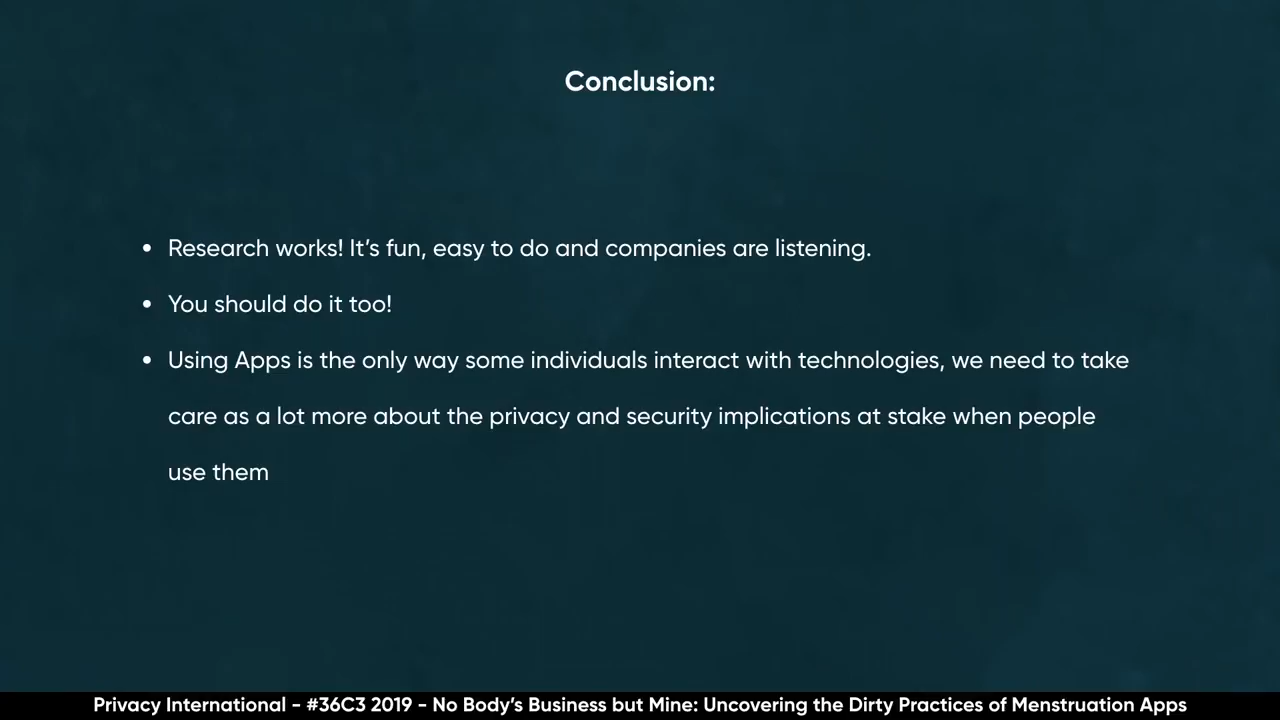 Conclusion:
• Research works! It’s fun, easy to do and companies are listening.
• You should do it too!
• Using Apps is the only way some individuals interact with technologies, we need to take
care as a lot more about the privacy and security implications at stake when people
use them
Privacy International - #36C3 2019 - No Body’s Business but Mine: Uncovering the Dirty Practices of Menstruation Apps